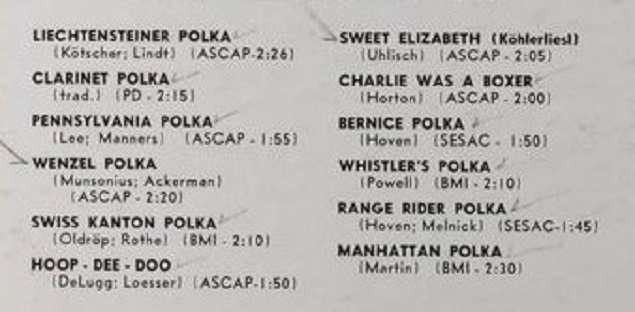 LIECHTENSTEINER POLKA
(Kötscher; Lindt) (ASCAP-2:26)
CLARINET POLKA
(trad.) (PD - 2:15)
PENNSYLVANIA POLKA
(Lee; Manners) (ASCAP - 1:55)
WENZEL POLKA
(Munsonius; Ackerman)
(ASCAP - 2:20)
SWISS KANTON POLKA
(Oldröp; Rothe) (BMI - 2:10)
HOOP - DEE - DOO
(DeLugg; Loesser) (ASCAP-1:50)
SWEET ELIZABETH (Köhlerliesl)
(Uhlisch) (ASCAP - 2:05)
CHARLIE WAS A BOXER
(Horton) (ASCAP - 2:00)
BERNICE POLKA
(Hoven) (SESAC - 1:50)
WHISTLER'S POLKA
(Powell) (BMI - 2:10)
RANGE RIDER POLKA
(Hoven; Melnick) (SESAC-1:45)
MANHATTAN POLKA
(Martin) (BMI - 2:30)